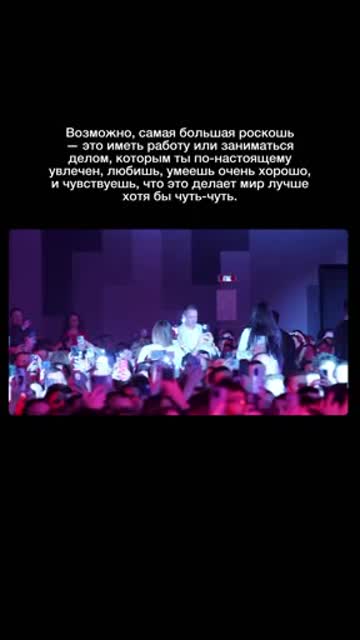 Возможно, самая большая роскошь
— это иметь работу или заниматься
делом, которым ты по-настоящему
увлечен, любишь, умеешь очень хорошо,
и чувствуешь, что это делает мир лучше
хотя бы чуть-чуть.